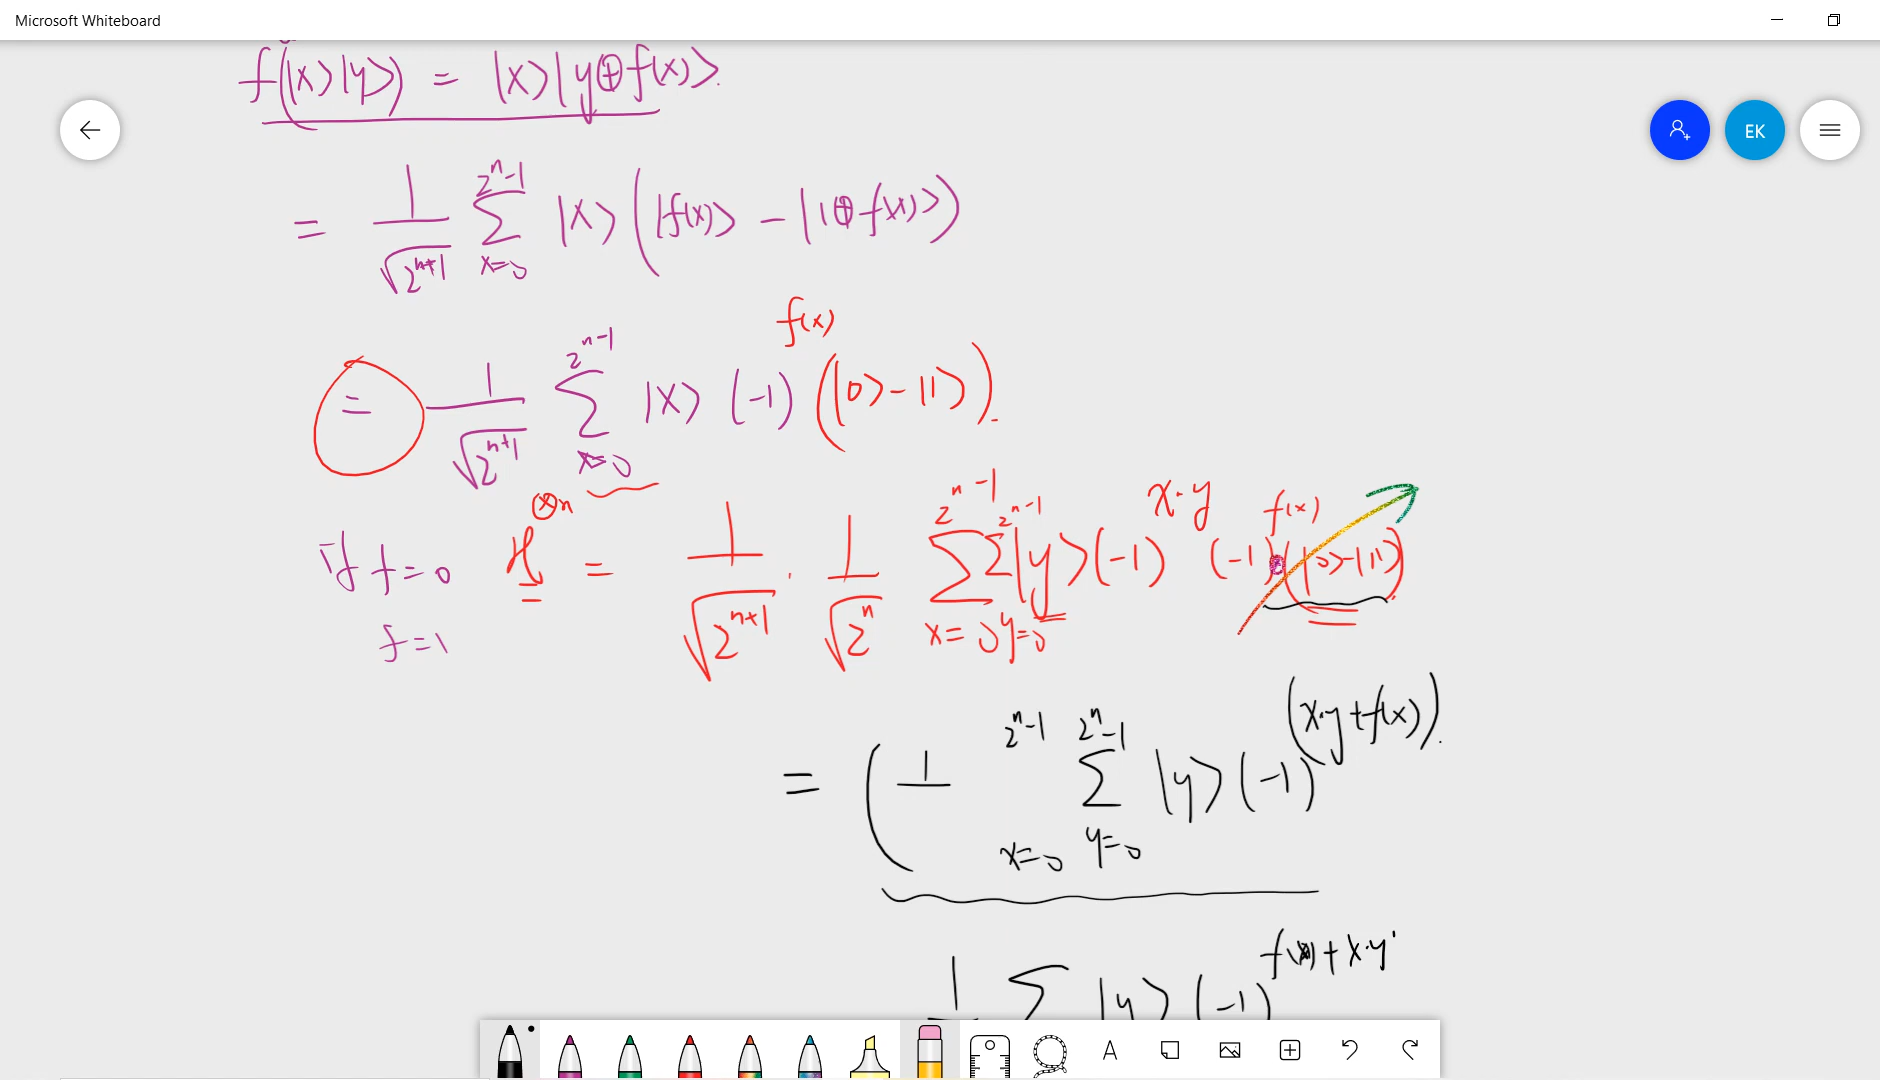 Microsoft Whiteboard
EK
f(|x>|y>) = |x>|y⊕f(x)>.
= 1/√2^{n+1} Σ_{x=0}^{2^n-1} |x> (|f(x)> - |1⊕f(x)>)
= 1/√2^{n+1} Σ_{x=0}^{2^n-1} |x> (-1)^{f(x)} (|0>-|1>).
if f=0 H^{⊗n} = 1/√2^{n+1} · 1/√2^n Σ_{x=0}^{2^n-1} Σ_{y=0}^{2^n-1} |y>(-1)^{x·y} (-1)^{f(x)} (|0>-|1>)
f=1
= ( 1/ _{x=0}^{2^n-1} Σ_{y=0}^{2^n-1} |y>(-1)^{(x·y+f(x))}.
1/ Σ |y>(-1)^{f(x)+x·y}
A